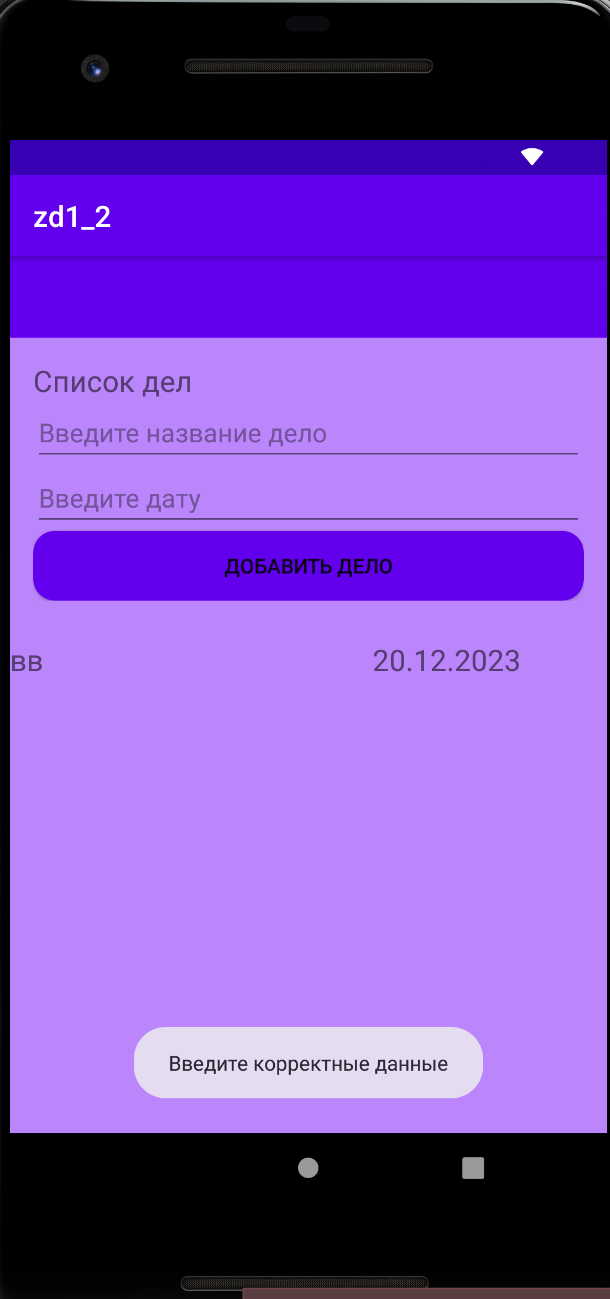 zd1_2
Список дел
Введите название дело
Введите дату
ДОБАВИТЬ ДЕЛО
вв 20.12.2023
Введите корректные данные